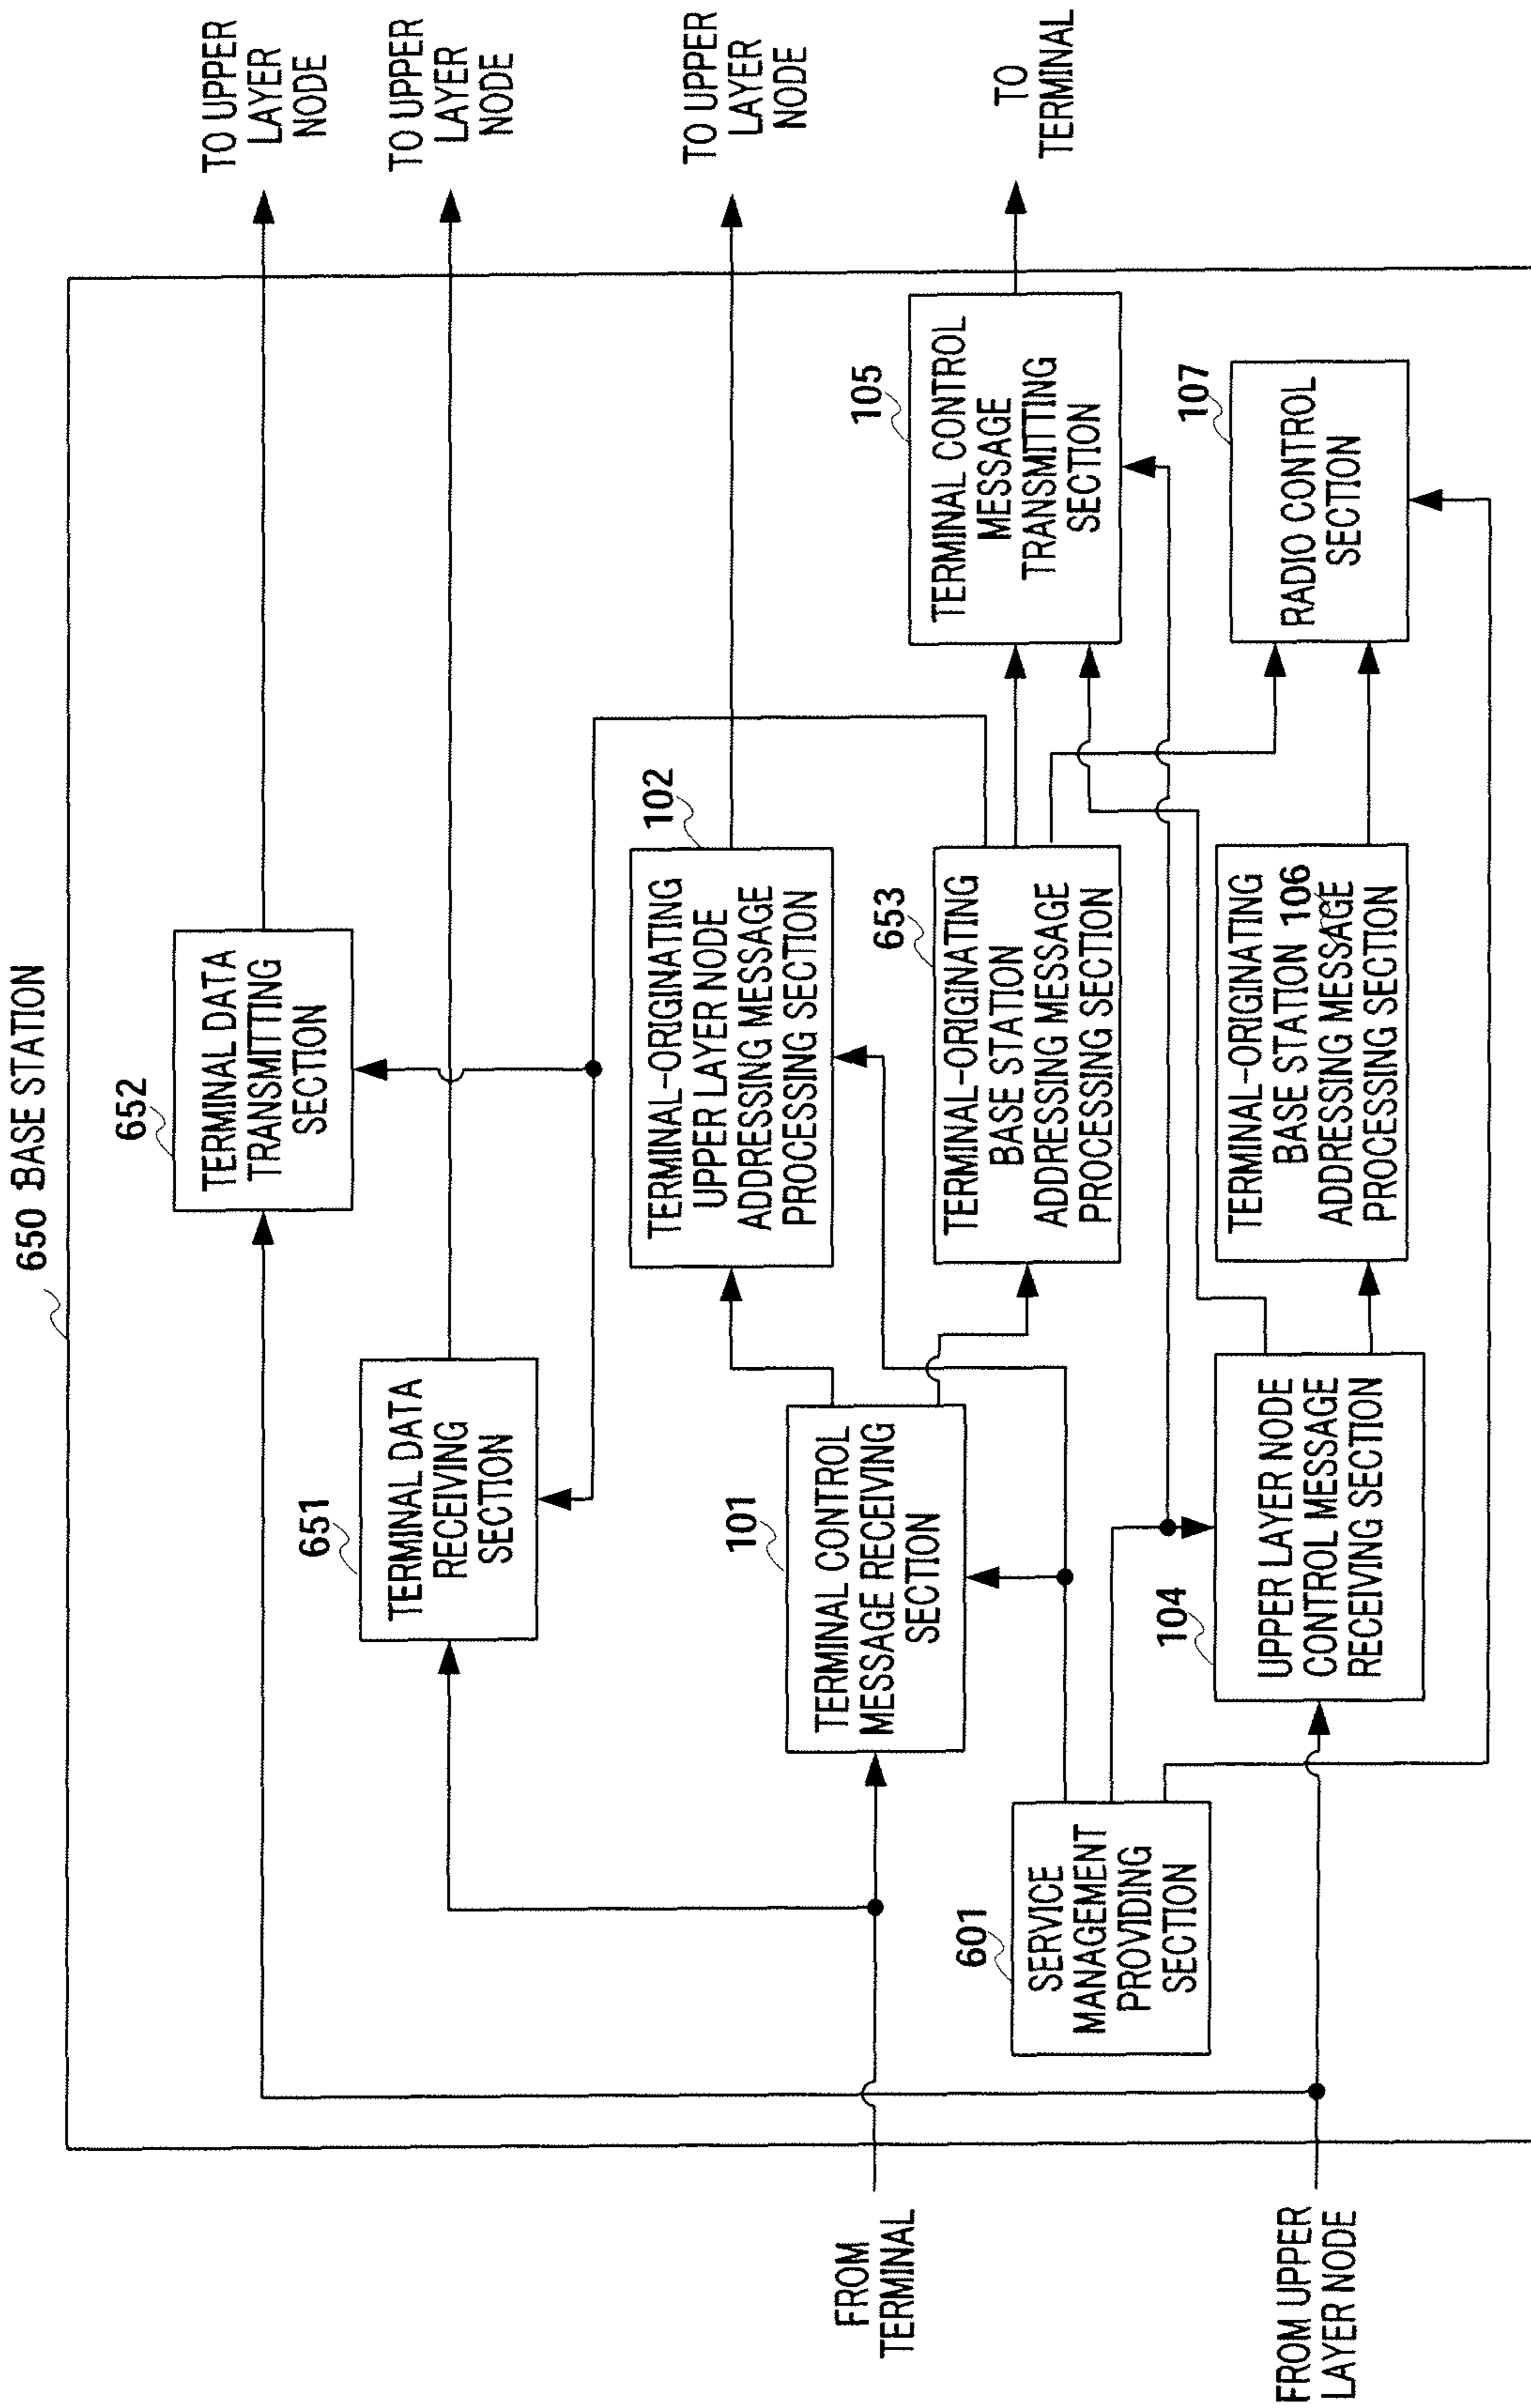 650 BASE STATION
652
TERMINAL DATA
TRANSMITTING
SECTION
TO UPPER
LAYER
NODE
651
TERMINAL DATA
RECEIVING
SECTION
TO UPPER
LAYER
NODE
102
TERMINAL-ORIGINATING
UPPER LAYER NODE
ADDRESSING MESSAGE
PROCESSING SECTION
TO UPPER
LAYER
NODE
101
TERMINAL CONTROL
MESSAGE RECEIVING
SECTION
FROM
TERMINAL
653
TERMINAL-ORIGINATING
BASE STATION
ADDRESSING MESSAGE
PROCESSING SECTION
105
TERMINAL CONTROL
MESSAGE
TRANSMITTING
SECTION
TO
TERMINAL
601
SERVICE
MANAGEMENT
PROVIDING
SECTION
104
UPPER LAYER NODE
CONTROL MESSAGE
RECEIVING SECTION
TERMINAL-ORIGINATING
BASE STATION 106
ADDRESSING MESSAGE
PROCESSING SECTION
107
RADIO CONTROL
SECTION
FROM UPPER
LAYER NODE